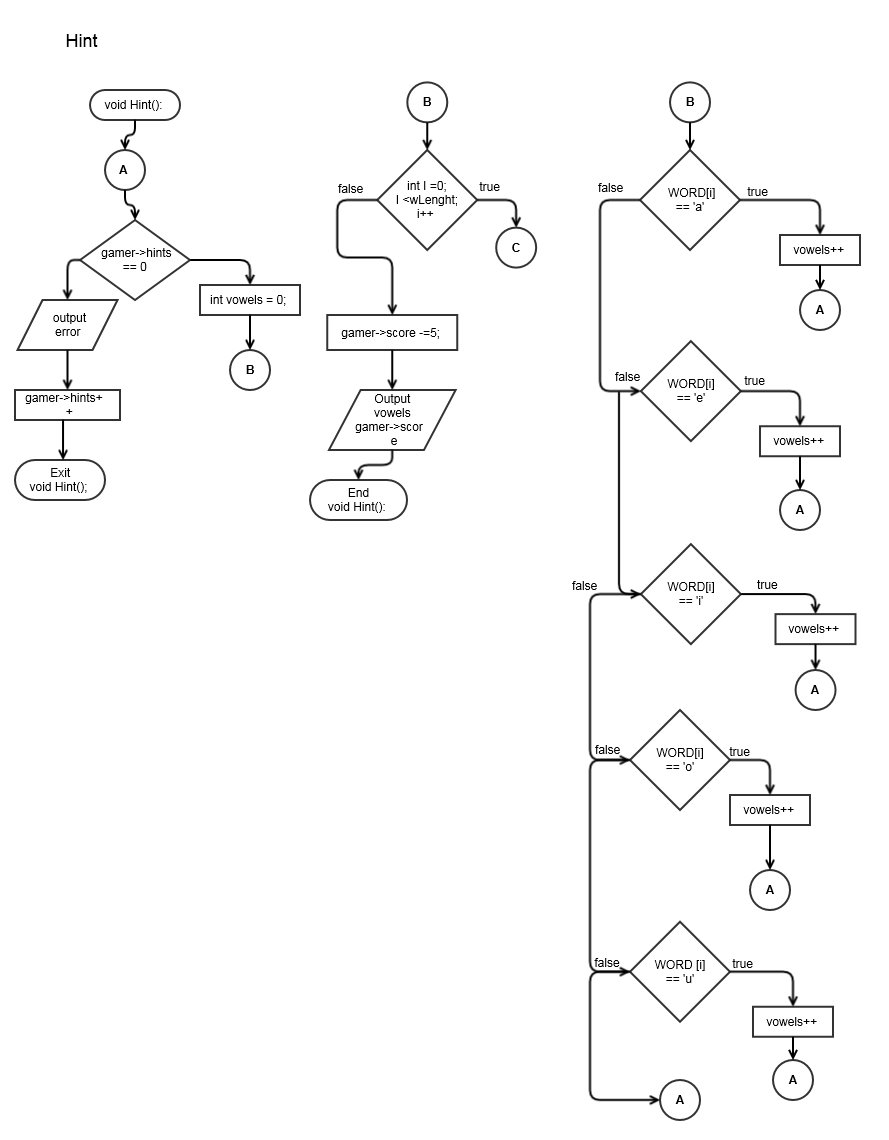 Hint
void Hint():
A
gamer->hints
== 0
output
error
gamer->hints+
+
Exit
void Hint();
int vowels = 0;
B
B
int I =0;
I <wLenght;
i++
false
true
C
gamer->score -=5;
Output
vowels
gamer->scor
e
End
void Hint():
B
WORD[i]
== 'a'
false
true
vowels++
A
false
WORD[i]
== 'e'
true
vowels++
A
false
WORD[i]
== 'i'
true
vowels++
A
false
WORD[i]
== 'o'
true
vowels++
A
false
WORD [i]
== 'u'
true
vowels++
A
A